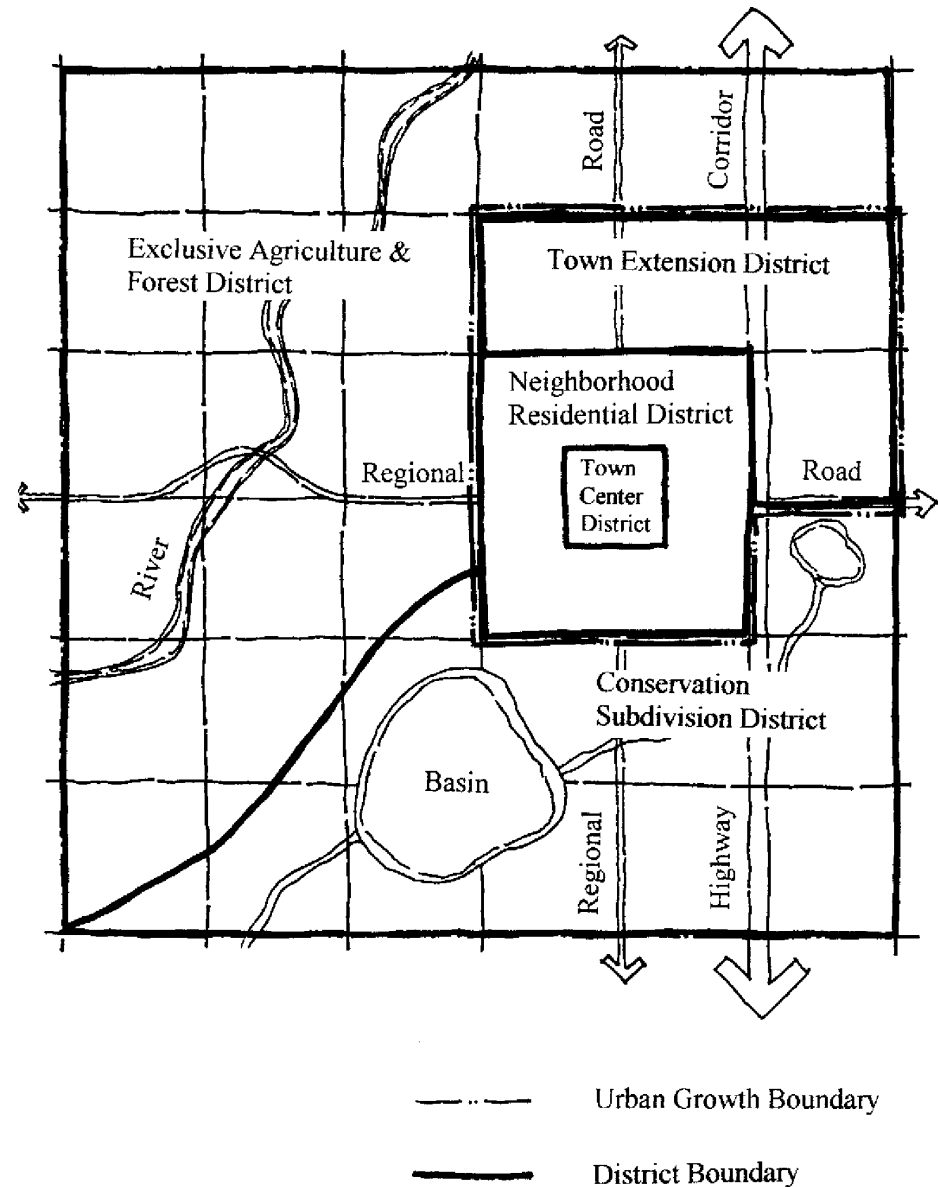 Road
Corridor
Exclusive Agriculture &
Forest District
Town Extension District
Neighborhood
Residential District
Regional
Town
Center
District
Road
River
Conservation
Subdivision District
Basin
Regional
Highway
Urban Growth Boundary
District Boundary